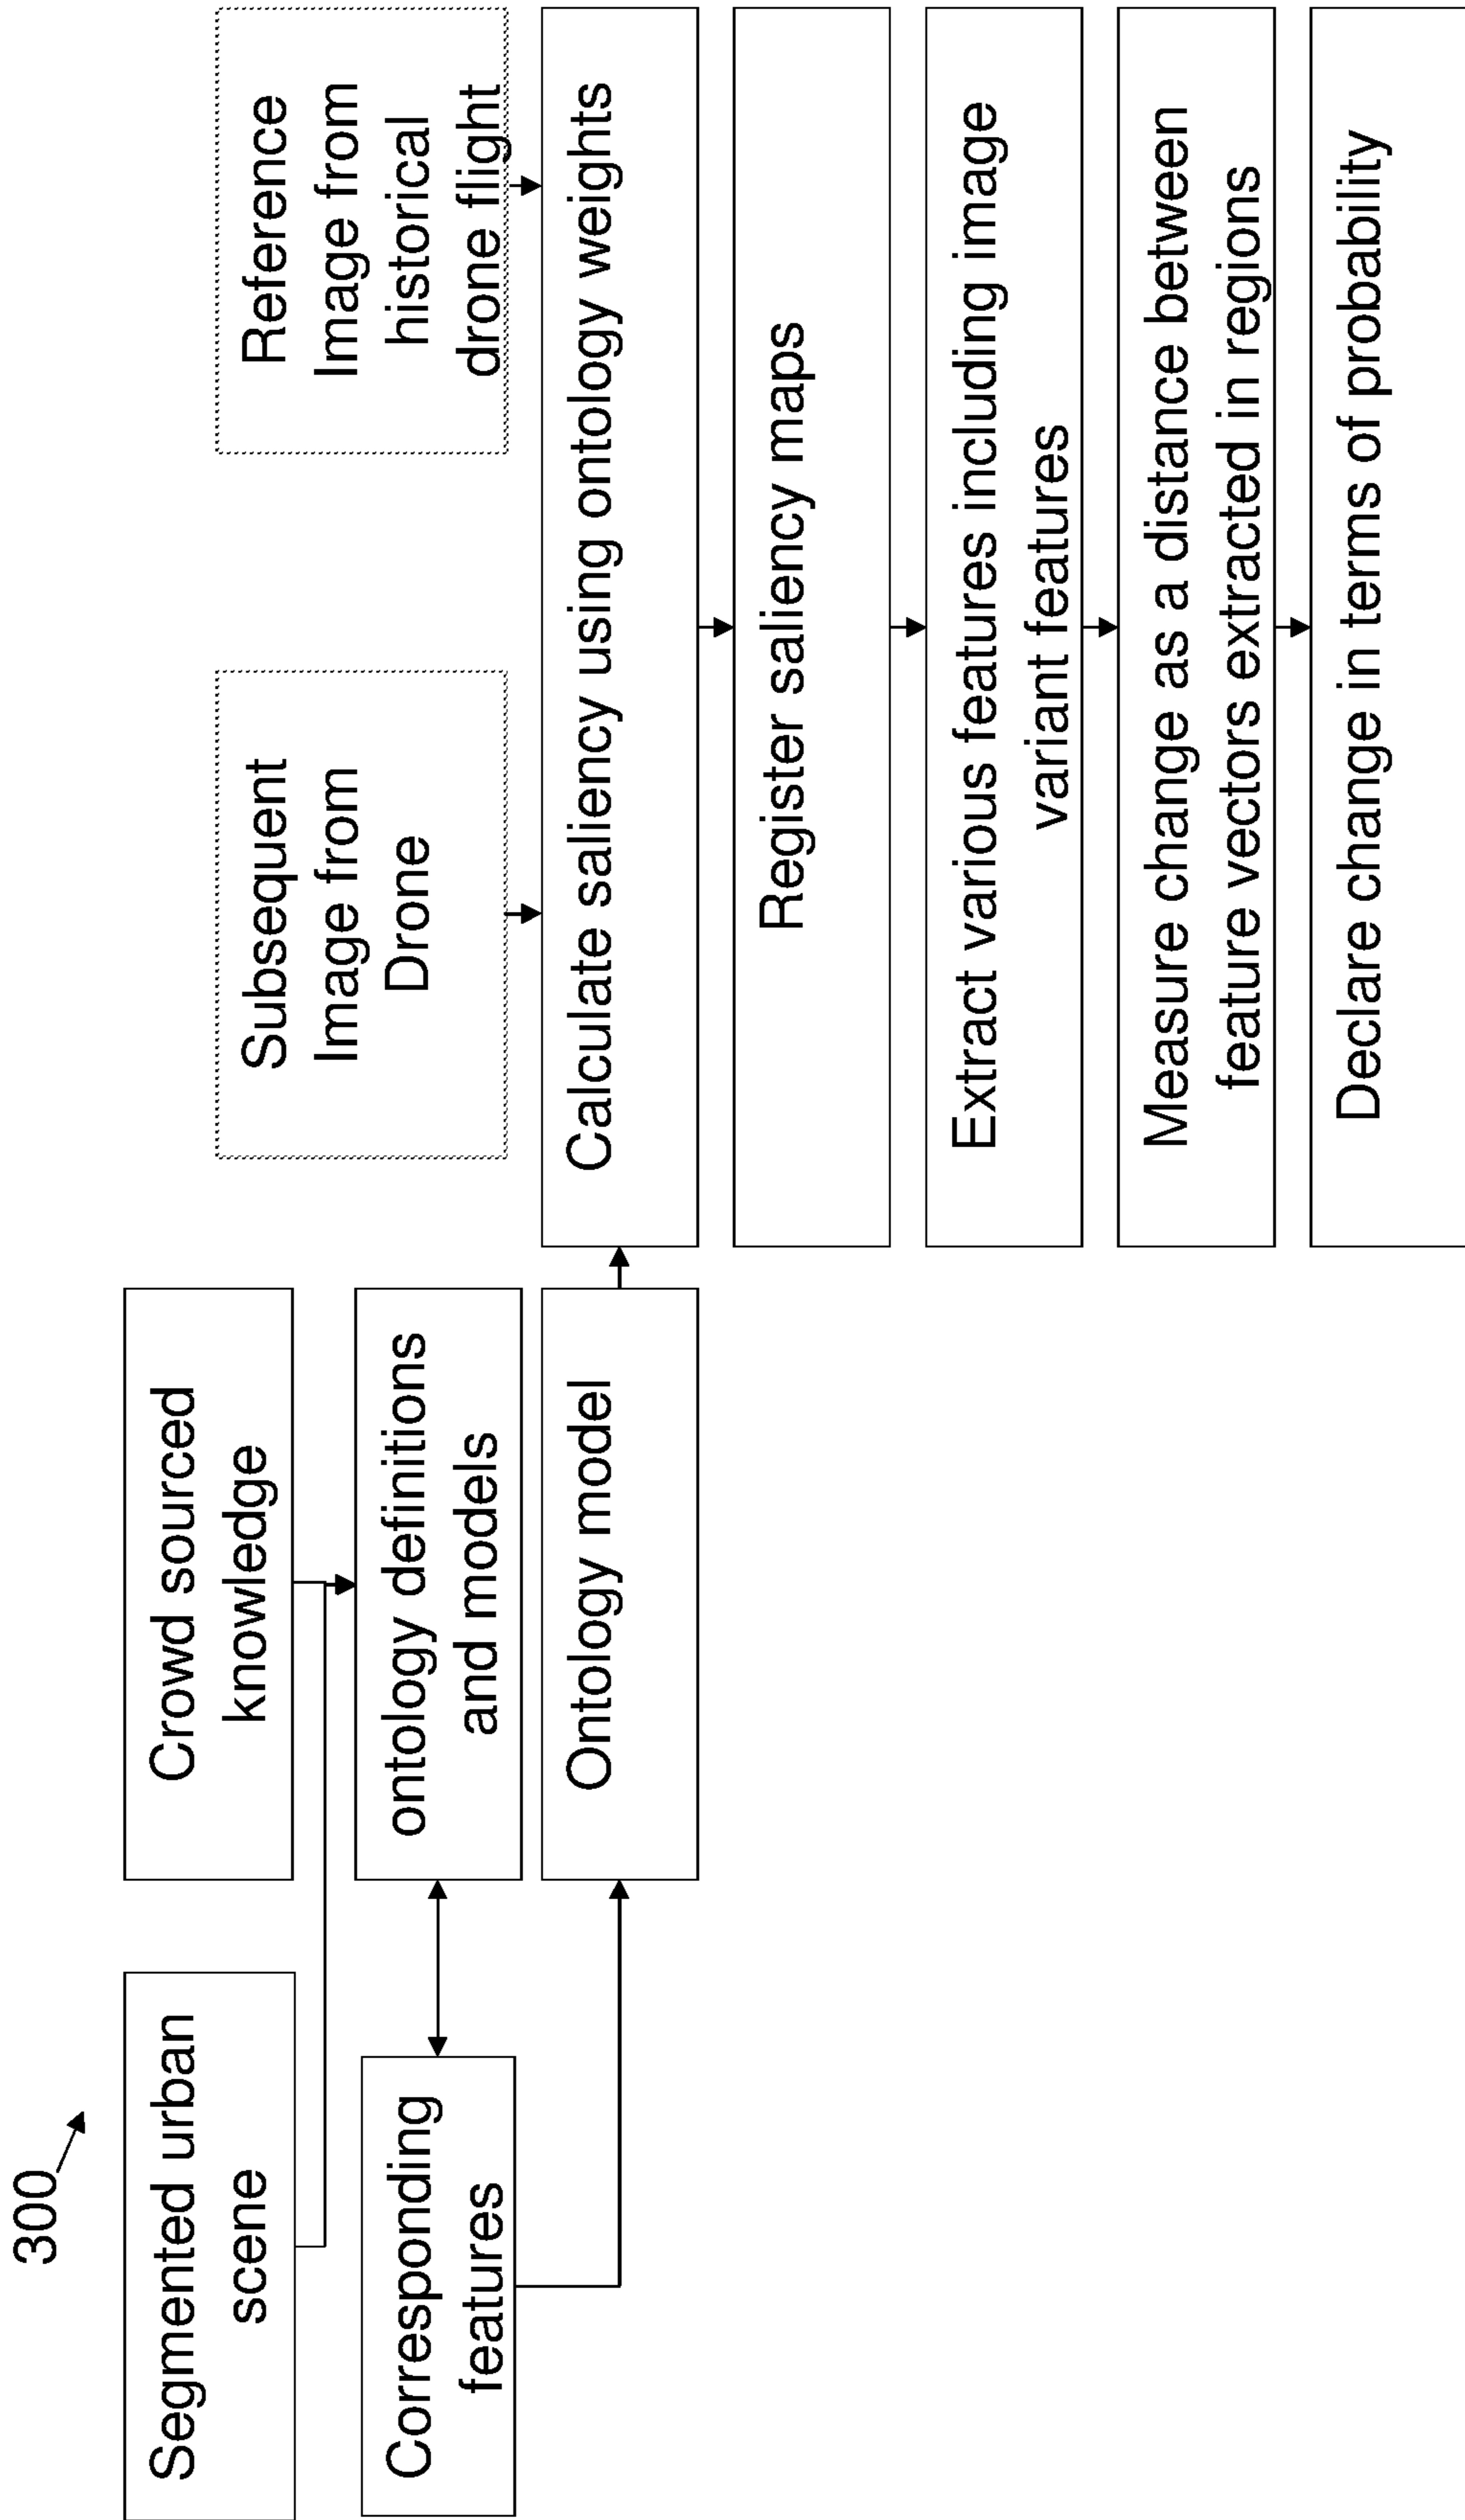 300
Segmented urban
scene
Crowd sourced
knowledge
Corresponding
features
ontology definitions
and models
Ontology model
Subsequent
Image from
Drone
Reference
Image from
historical
drone flight
Calculate saliency using ontology weights
Register saliency maps
Extract various features including image
variant features
Measure change as a distance between
feature vectors extracted in regions
Declare change in terms of probability